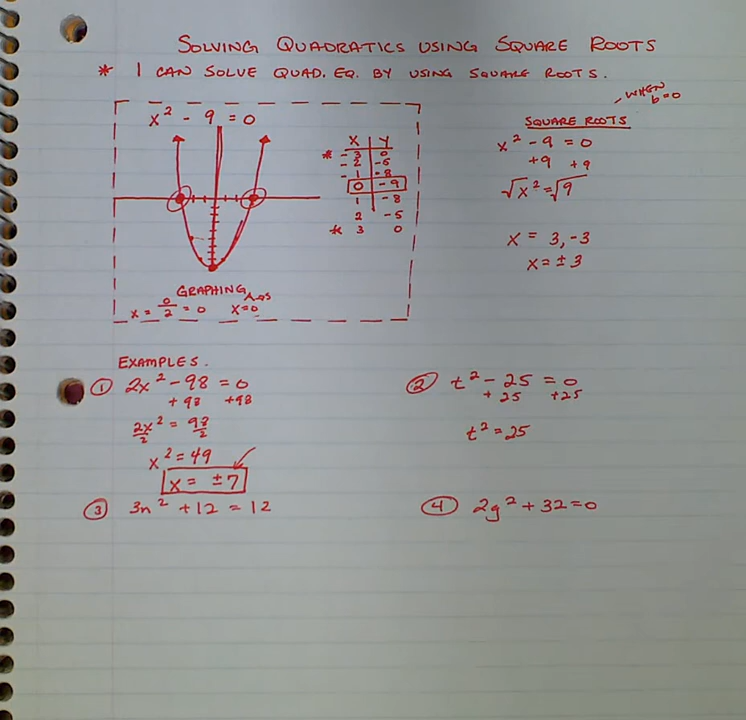 SOLVING QUADRATICS USING SQUARE ROOTS
* I CAN SOLVE QUAD. EQ. BY USING SQUARE ROOTS.
x² - 9 = 0
X Y
* -3 0
-2 -5
-1 -8
0 -9
1 -8
2 -5
* 3 0
GRAPHING
x = 0/2 = 0 AOS x=0
- WHEN b=0
SQUARE ROOTS
x² - 9 = 0
+9 +9
√x² = √9
x = 3, -3
x = ±3
EXAMPLES.
① 2x² - 98 = 0
+98 +98
2x²/2 = 98/2
x² = 49
x = ±7
② t² - 25 = 0
+25 +25
t² = 25
③ 3n² + 12 = 12
④ 2g² + 32 = 0